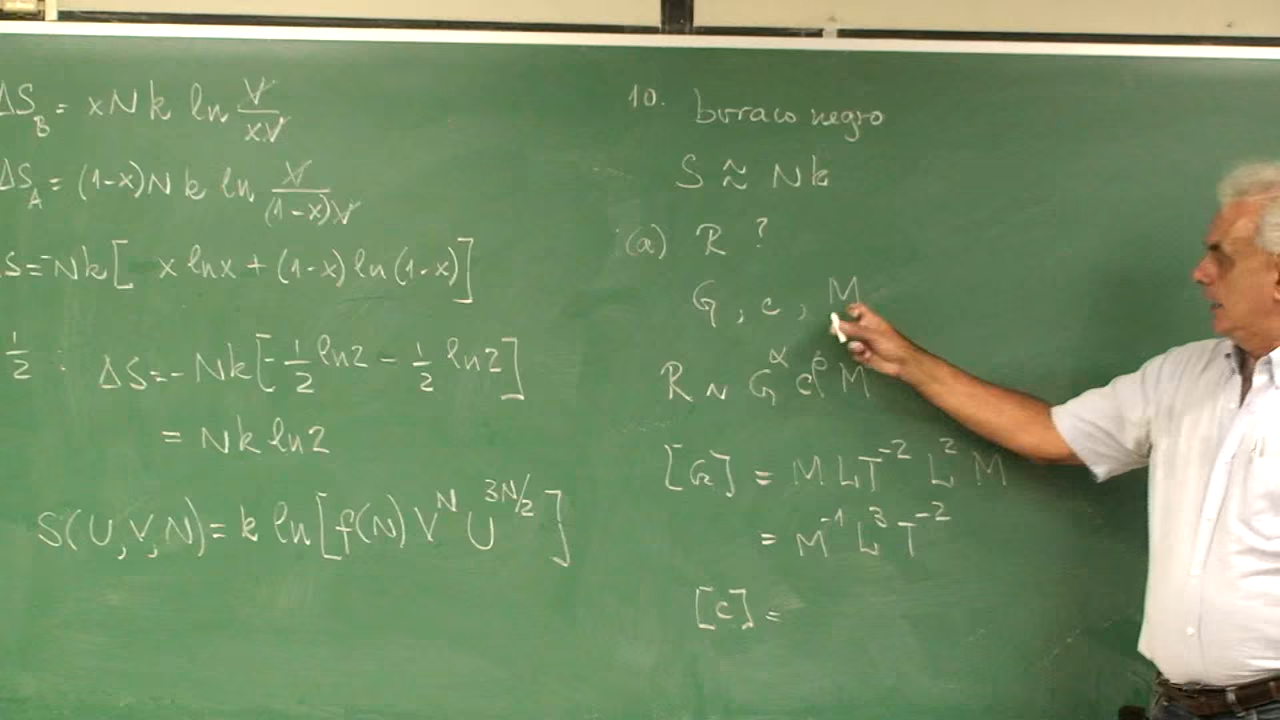 ΔS_B = xNk ln V/xV
ΔS_A = (1-x)Nk ln V/(1-x)V
S = -Nk[ x ln x + (1-x) ln (1-x)]
1/2 : ΔS = -Nk[-1/2 ln2 - 1/2 ln2]
= Nk ln2
S(U,V,N) = k ln[f(N) V^N U^{3N/2}]
10. buraco negro
S ≈ Nk
(a) R ?
G, c, M
R ~ G^α c^β M
[G] = M L T^{-2} L^2 M
= M^{-1} L^3 T^{-2}
[c] =